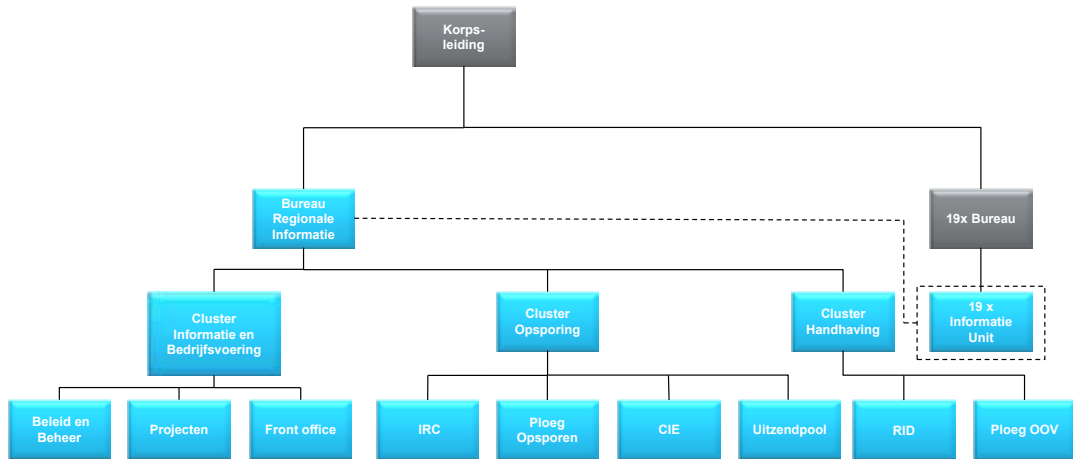 Korps-
leiding
Bureau
Regionale
Informatie
19x Bureau
Cluster
Informatie en
Bedrijfsvoering
Cluster
Opsporing
Cluster
Handhaving
19 x
Informatie
Unit
Beleid en
Beheer
Projecten
Front office
IRC
Ploeg
Opsporen
CIE
Uitzendpool
RID
Ploeg OOV